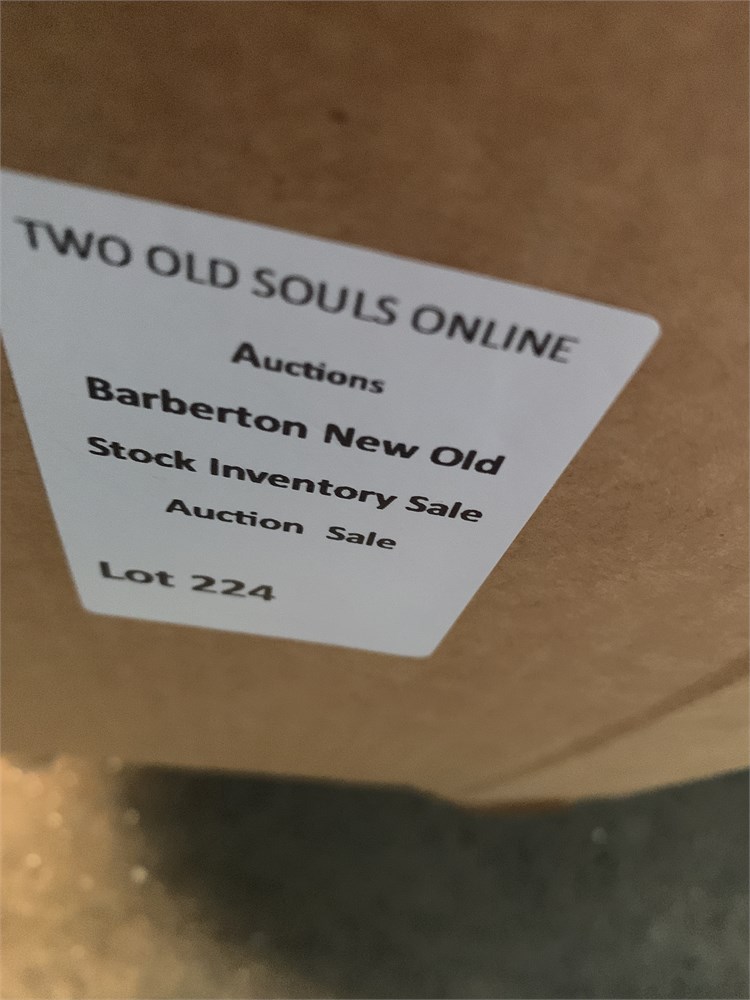 TWO OLD SOULS ONLINE
Auctions
Barberton New Old
Stock Inventory Sale
Auction Sale
Lot 224